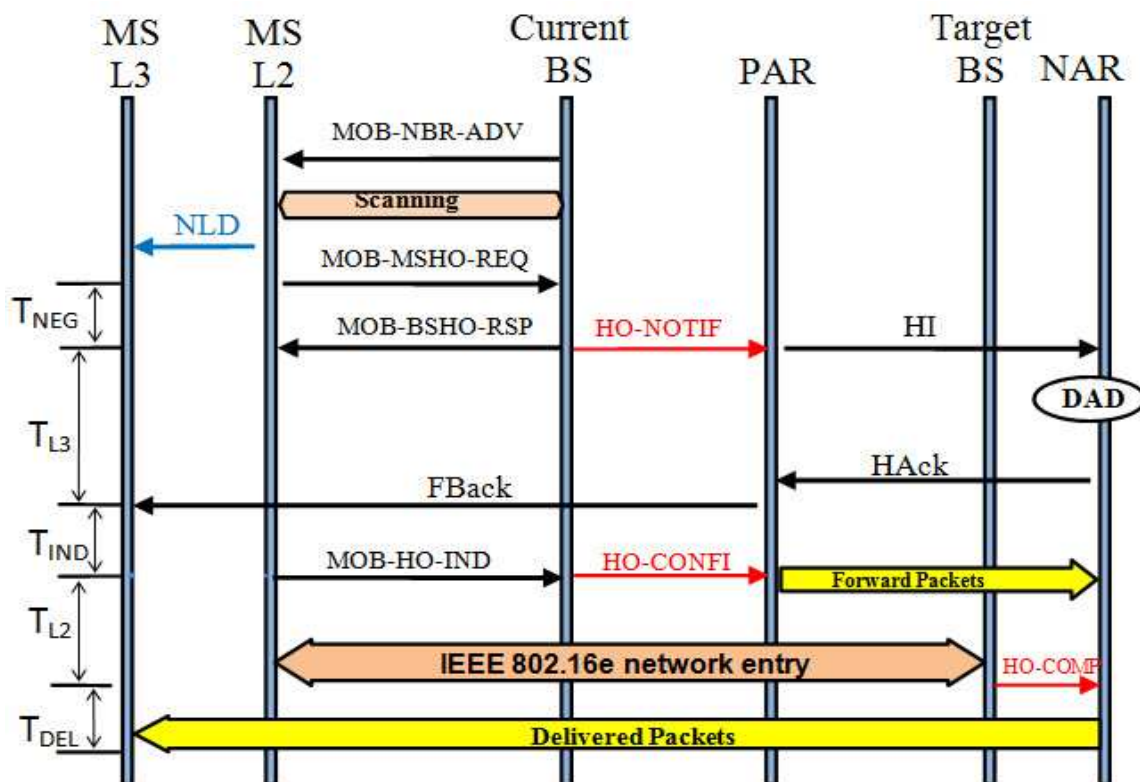 MS
L3
MS
L2
Current
BS
PAR
Target
BS
NAR
MOB-NBR-ADV
Scanning
NLD
MOB-MSHO-REQ
TNEG
MOB-BSHO-RSP
HO-NOTIF
HI
DAD
TL3
HAck
FBack
TIND
MOB-HO-IND
HO-CONFI
Forward Packets
TL2
IEEE 802.16e network entry
HO-COMP
TDEL
Delivered Packets